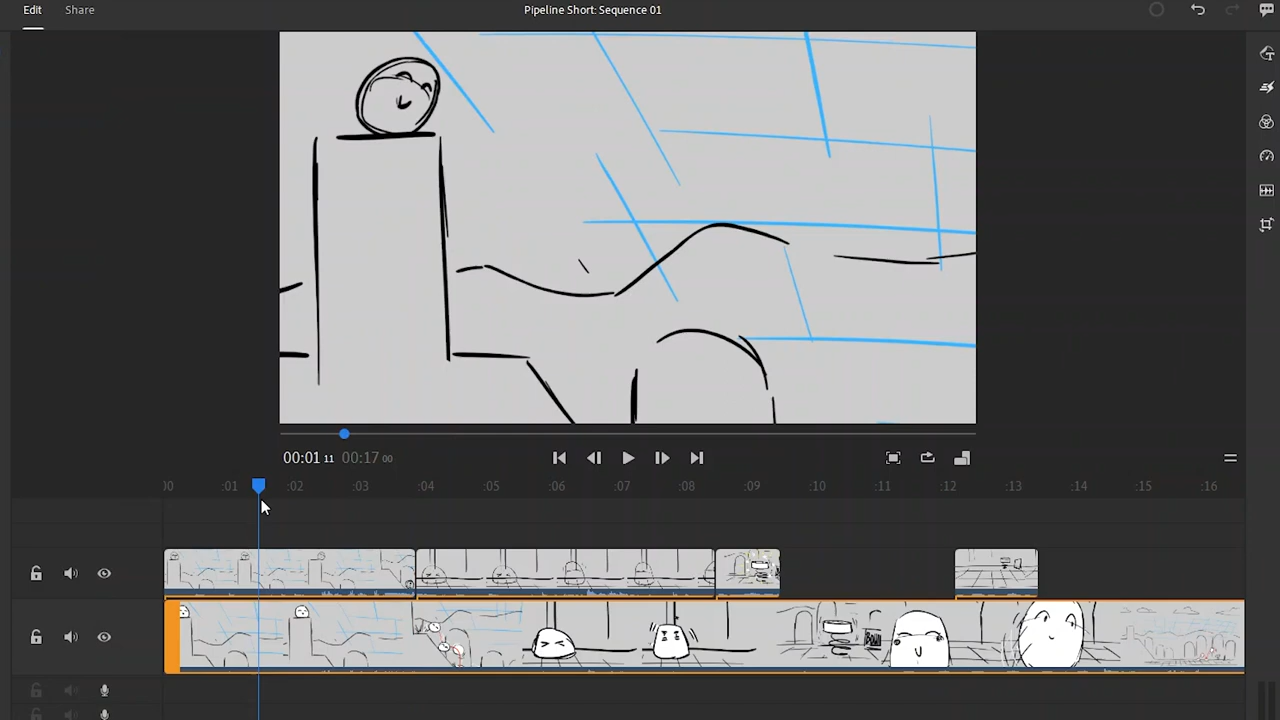 Edit Share Pipeline Short: Sequence 01
00:01 11 00:17 00
:00 :01 :02 :03 :04 :05 :06 :07 :08 :09 :10 :11 :12 :13 :14 :15 :16